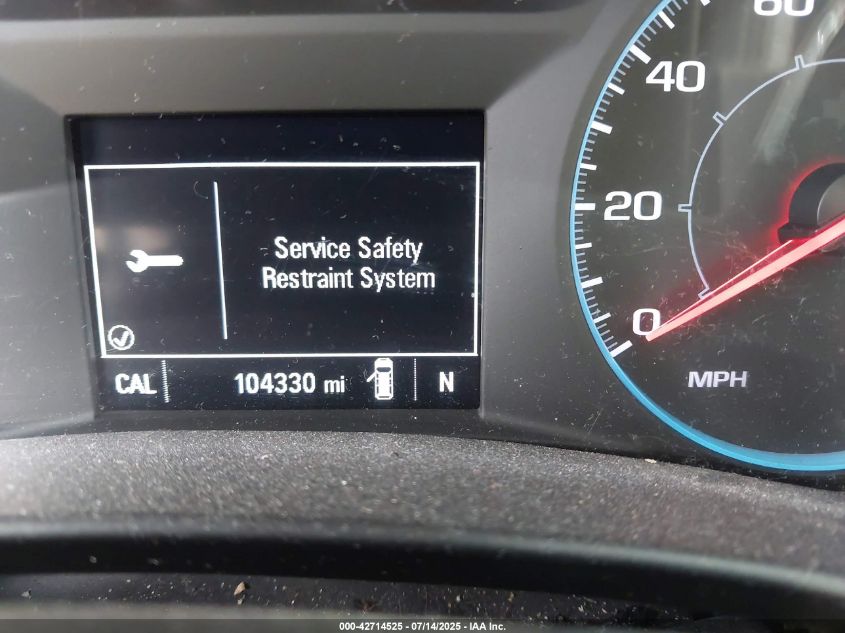 60
40
20
0
MPH
Service Safety
Restraint System
CAL
104330 mi
N
000-42714525 - 07/14/2025 - IAA Inc.